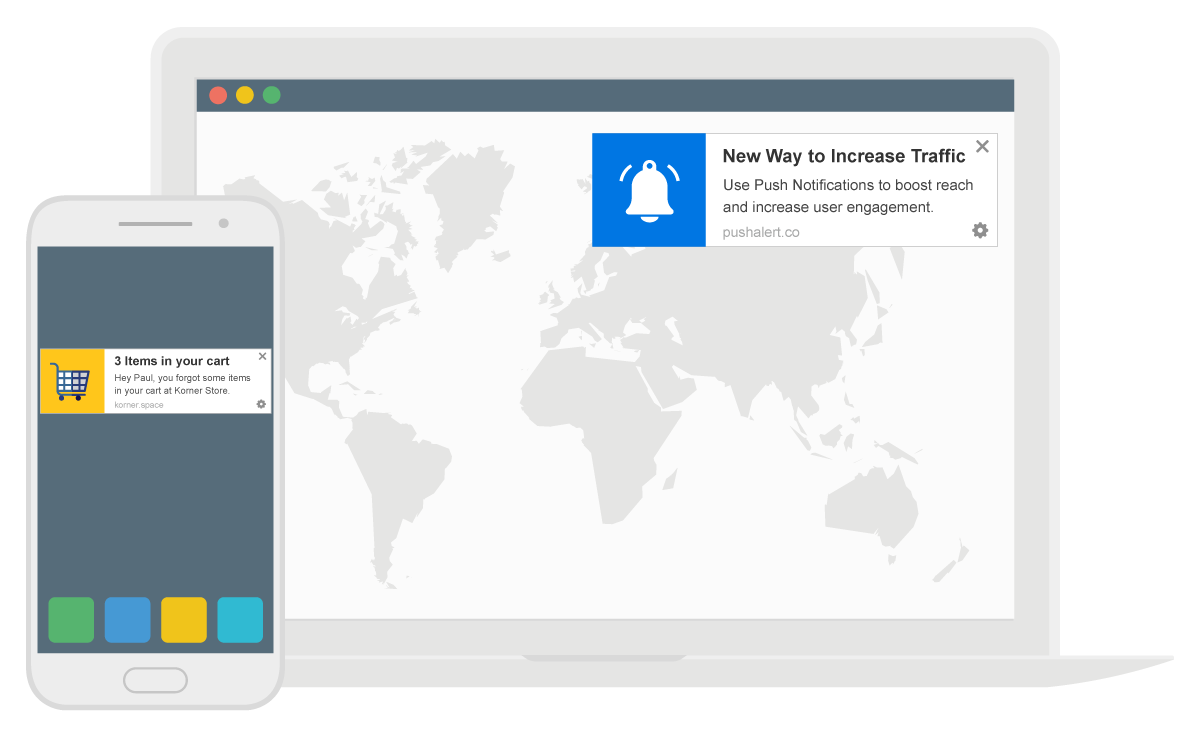 New Way to Increase Traffic
Use Push Notifications to boost reach
and increase user engagement.
pushalert.co
3 Items in your cart
Hey Paul, you forgot some items
in your cart at Korner Store.
korner.space